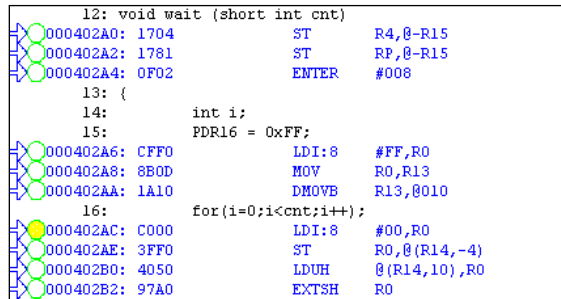 12: void wait (short int cnt)
000402A0: 1704 ST R4,@-R15
000402A2: 1781 ST RP,@-R15
000402A4: 0F02 ENTER #008
13: {
14: int i;
15: PDR16 = 0xFF;
000402A6: CFF0 LDI:8 #FF,R0
000402A8: 8B0D MOV R0,R13
000402AA: 1A10 DMOVB R13,@010
16: for(i=0;i<cnt;i++);
000402AC: C000 LDI:8 #00,R0
000402AE: 3FF0 ST R0,@(R14,-4)
000402B0: 4050 LDUH @(R14,10),R0
000402B2: 97A0 EXTSH R0